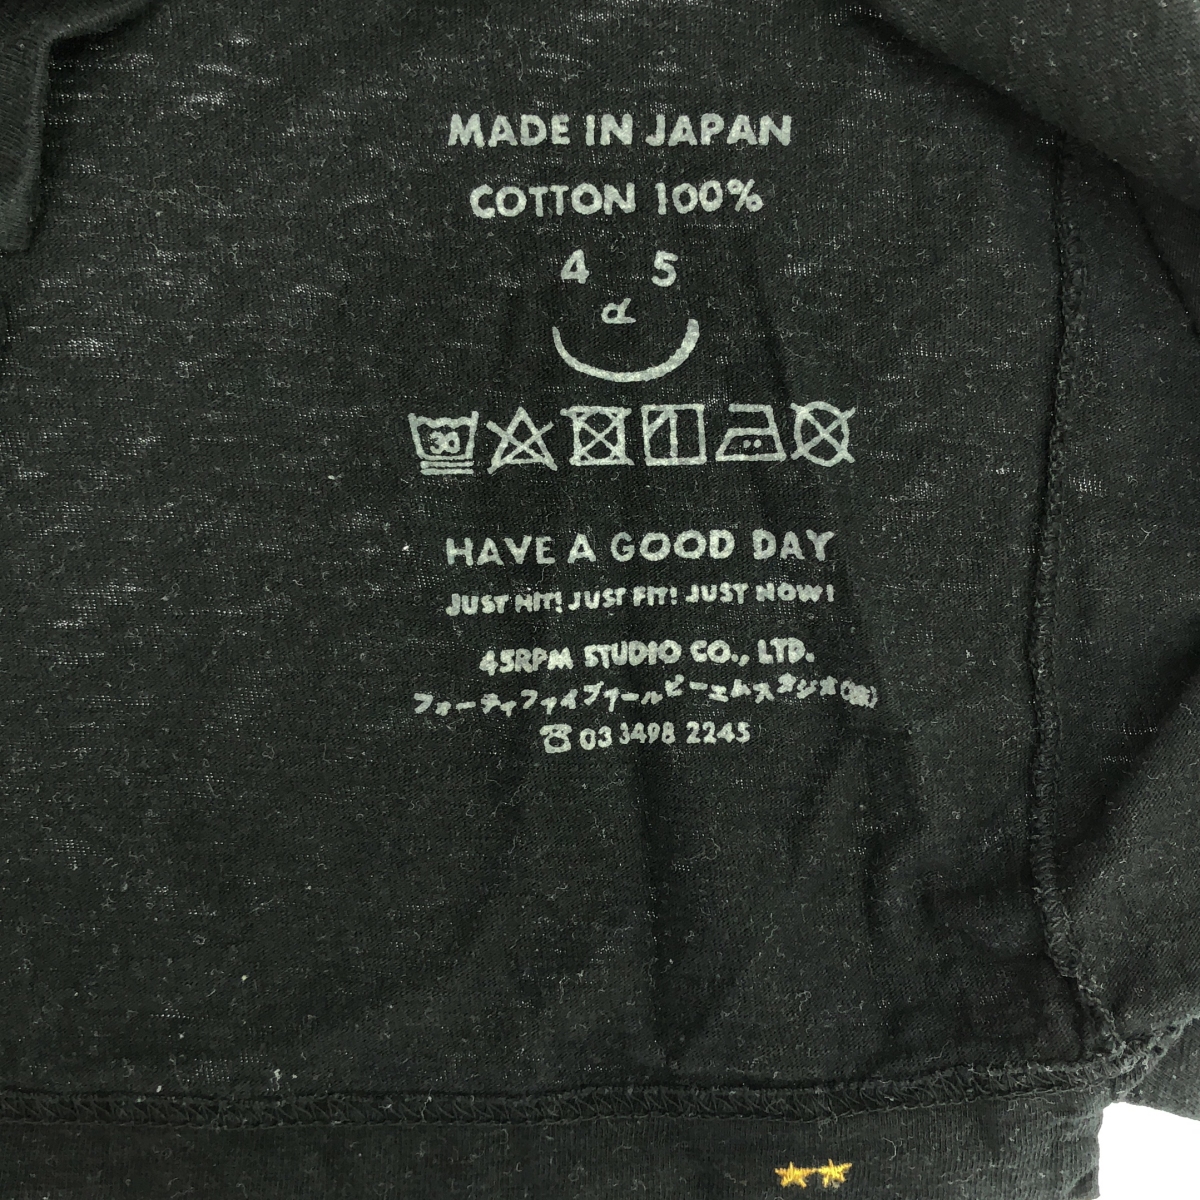 MADE IN JAPAN
COTTON 100%
4 5
d
30
HAVE A GOOD DAY
JUST HIT! JUST FIT! JUST NOW!
45RPM STUDIO CO., LTD.
フォーティファイブアールピーエムスタジオ(株)
☎ 03 3498 2245